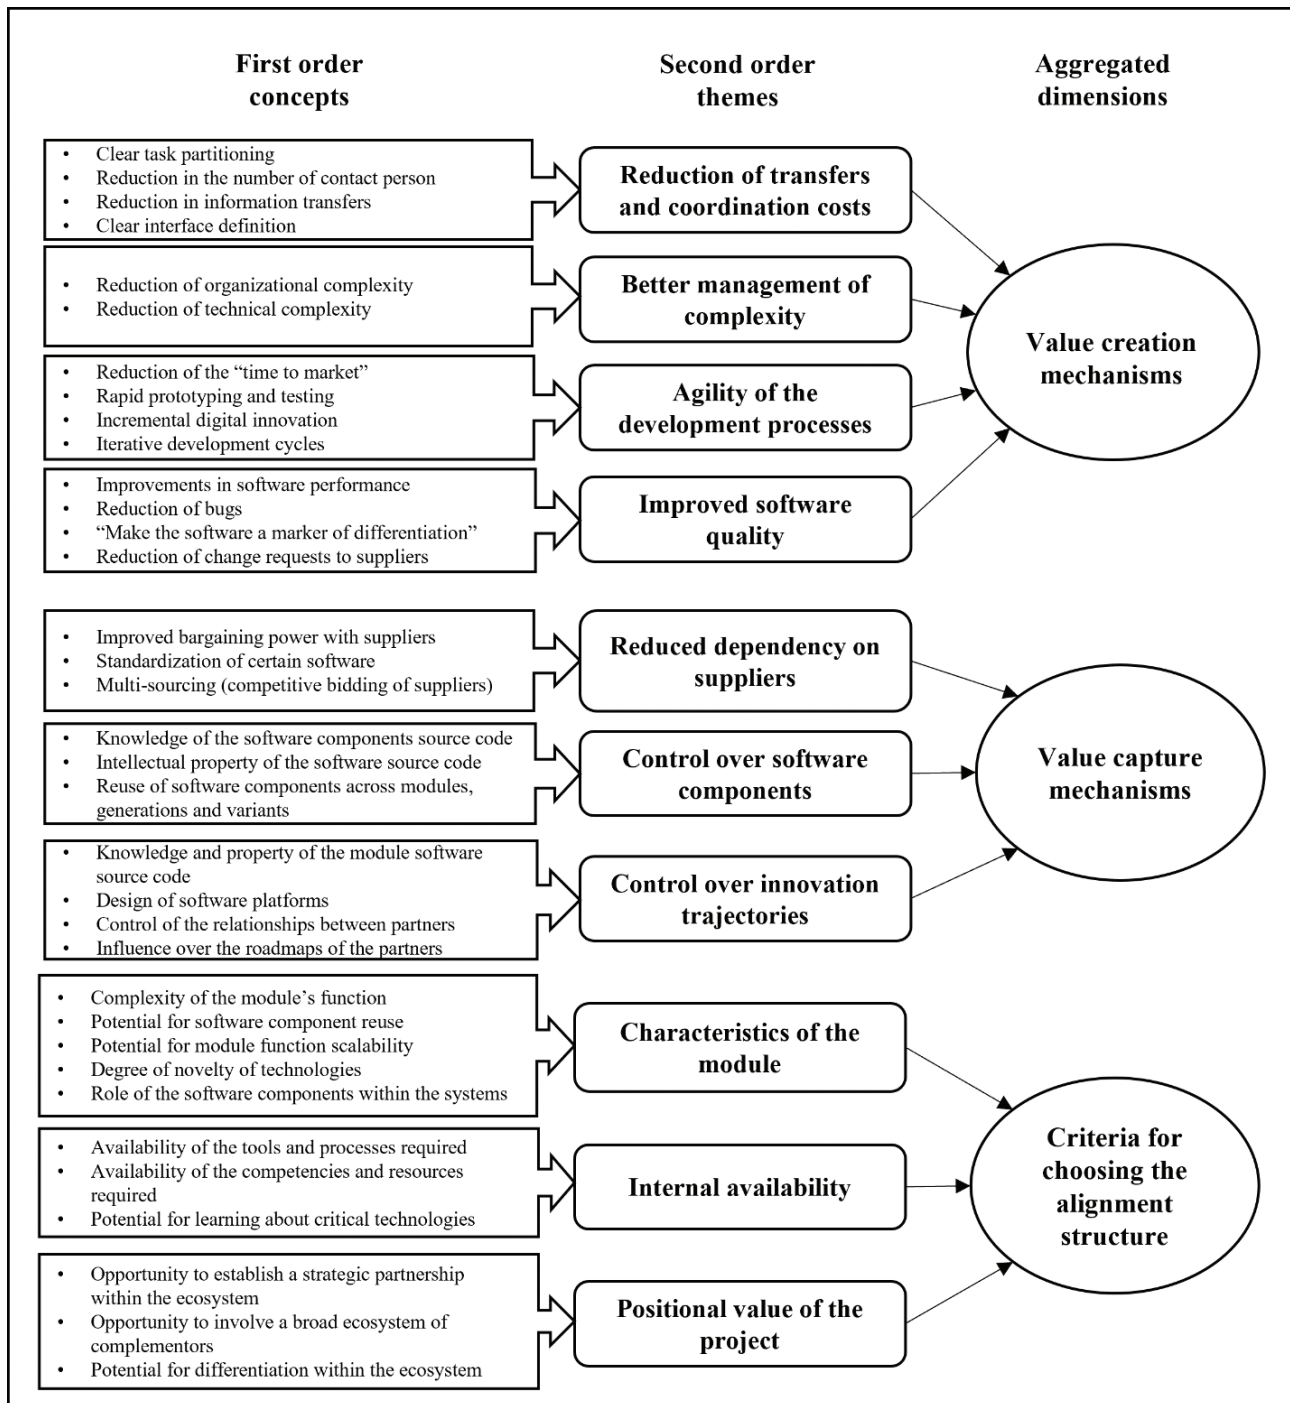 First order
concepts
Second order
themes
Aggregated
dimensions
• Clear task partitioning
• Reduction in the number of contact person
• Reduction in information transfers
• Clear interface definition
Reduction of transfers
and coordination costs
• Reduction of organizational complexity
• Reduction of technical complexity
Better management of
complexity
• Reduction of the “time to market”
• Rapid prototyping and testing
• Incremental digital innovation
• Iterative development cycles
Agility of the
development processes
• Improvements in software performance
• Reduction of bugs
• “Make the software a marker of differentiation”
• Reduction of change requests to suppliers
Improved software
quality
Value creation
mechanisms
• Improved bargaining power with suppliers
• Standardization of certain software
• Multi-sourcing (competitive bidding of suppliers)
Reduced dependency on
suppliers
• Knowledge of the software components source code
• Intellectual property of the software source code
• Reuse of software components across modules,
generations and variants
Control over software
components
• Knowledge and property of the module software
source code
• Design of software platforms
• Control of the relationships between partners
• Influence over the roadmaps of the partners
Control over innovation
trajectories
Value capture
mechanisms
• Complexity of the module’s function
• Potential for software component reuse
• Potential for module function scalability
• Degree of novelty of technologies
• Role of the software components within the systems
Characteristics of the
module
• Availability of the tools and processes required
• Availability of the competencies and resources
required
• Potential for learning about critical technologies
Internal availability
• Opportunity to establish a strategic partnership
within the ecosystem
• Opportunity to involve a broad ecosystem of
complementors
• Potential for differentiation within the ecosystem
Positional value of the
project
Criteria for
choosing the
alignment
structure